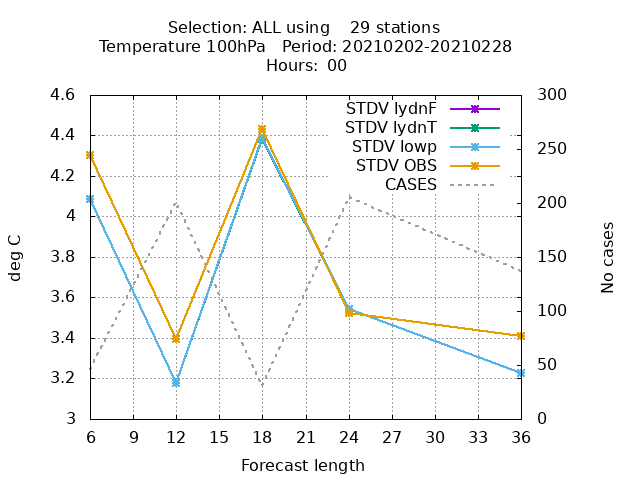 Selection: ALL using    29 stations
Temperature 100hPa   Period: 20210202-20210228
Hours: 00
4.6
4.4
4.2
4
3.8
3.6
3.4
3.2
3
300
250
200
150
100
50
0
STDV lydnF
STDV lydnT
STDV lowp
STDV OBS
CASES
deg C
No cases
6 9 12 15 18 21 24 27 30 33 36
Forecast length